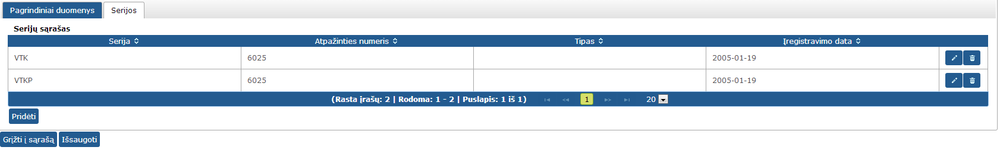 Pagrindiniai duomenys Serijos
Serijų sąrašas
Serija Atpažinties numeris Tipas Įregistravimo data
VTK 6025 2005-01-19
VTKP 6025 2005-01-19
(Rasta įrašų: 2 | Rodoma: 1 - 2 | Puslapis: 1 iš 1) 1 20
Pridėti
Grįžti į sąrašą Išsaugoti